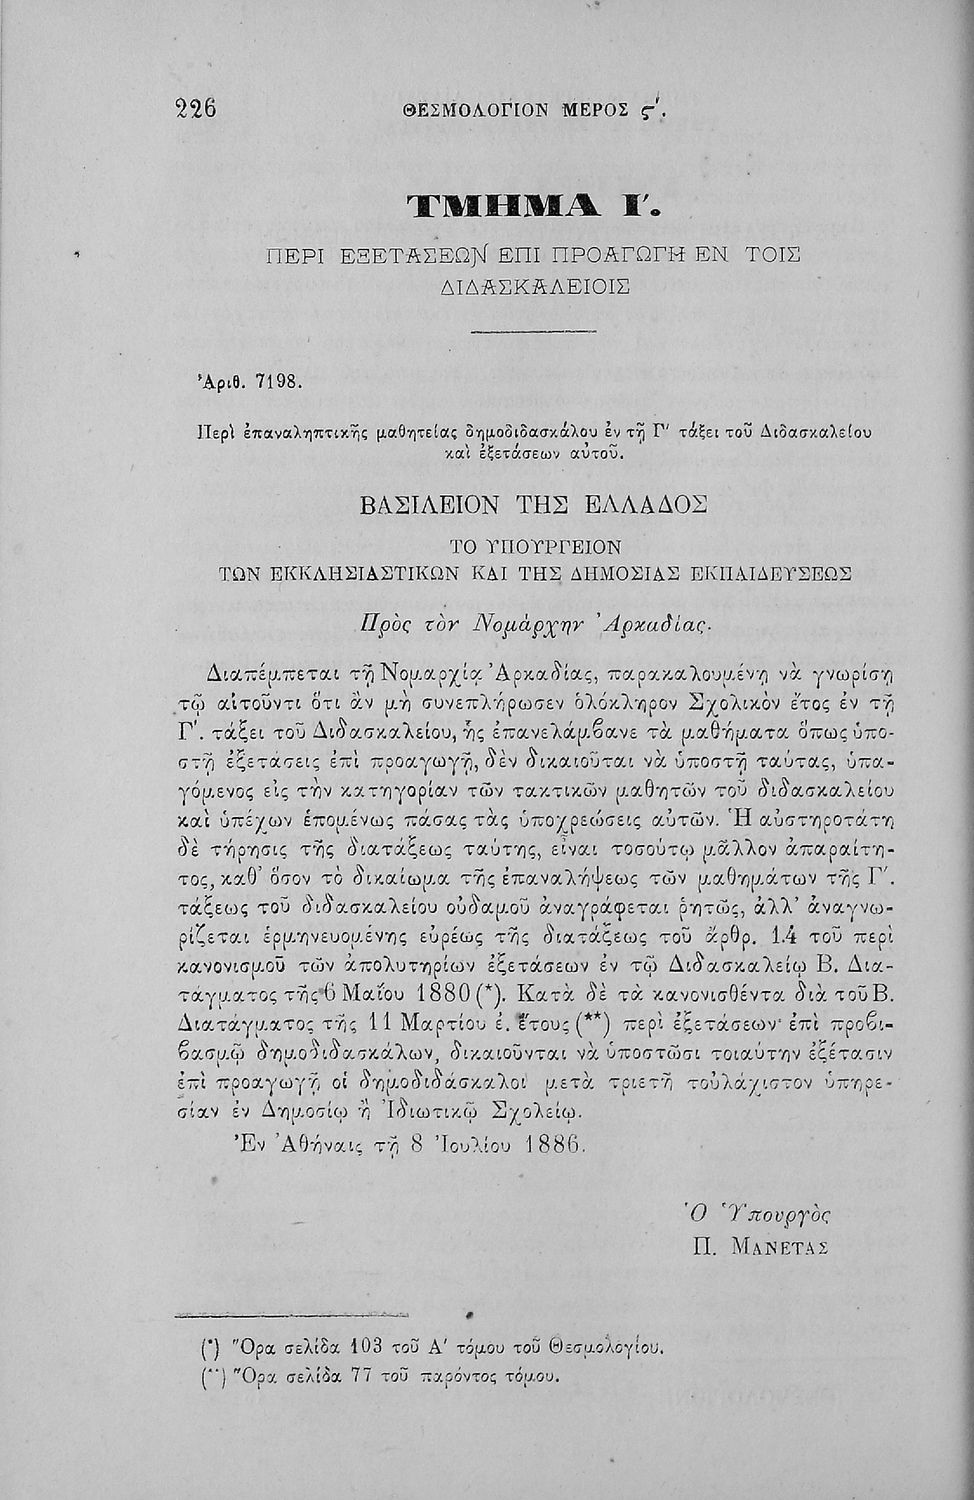 226 ΘΕΣΜΟΛΟΓΙΟΝ ΜΕΡΟΣ ϛ΄.
ΤΜΗΜΑ Ι΄.
ΠΕΡΙ ΕΞΕΤΑΣΕΩΝ ΕΠΙ ΠΡΟΑΓΩΓΗ ΕΝ ΤΟΙΣ
ΔΙΔΑΣΚΑΛΕΙΟΙΣ
Ἀριθ. 7198.
Περὶ ἐπαναληπτικῆς μαθητείας δημοδιδασκάλου ἐν τῇ Γ΄ τάξει τοῦ Διδασκαλείου
καὶ ἐξετάσεων αὐτοῦ.
ΒΑΣΙΛΕΙΟΝ ΤΗΣ ΕΛΛΑΔΟΣ
ΤΟ ΥΠΟΥΡΓΕΙΟΝ
ΤΩΝ ΕΚΚΛΗΣΙΑΣΤΙΚΩΝ ΚΑΙ ΤΗΣ ΔΗΜΟΣΙΑΣ ΕΚΠΑΙΔΕΥΣΕΩΣ
Πρὸς τὸν Νομάρχην Ἀρκαδίας.
Διαπέμπεται τῇ Νομαρχίᾳ Ἀρκαδίας, παρακαλουμένῃ νὰ γνωρίσῃ
τῷ αἰτοῦντι ὅτι ἂν μὴ συνεπλήρωσεν ὁλόκληρον Σχολικὸν ἔτος ἐν τῇ
Γ΄. τάξει τοῦ Διδασκαλείου, ἧς ἐπανελάμβανε τὰ μαθήματα ὅπως ὑπο-
στῇ ἐξετάσεις ἐπὶ προαγωγῇ, δὲν δικαιοῦται νὰ ὑποστῇ ταύτας, ὑπα-
γόμενος εἰς τὴν κατηγορίαν τῶν τακτικῶν μαθητῶν τοῦ διδασκαλείου
καὶ ὑπέχων ἑπομένως πάσας τὰς ὑποχρεώσεις αὐτῶν. Ἡ αὐστηροτάτη
δὲ τήρησις τῆς διατάξεως ταύτης, εἶναι τοσούτῳ μᾶλλον ἀπαραίτη-
τος, καθ’ ὅσον τὸ δικαίωμα τῆς ἐπαναλήψεως τῶν μαθημάτων τῆς Γ΄.
τάξεως τοῦ διδασκαλείου οὐδαμοῦ ἀναγράφεται ῥητῶς, ἀλλ’ ἀναγνω-
ρίζεται ἑρμηνευομένης εὐρέως τῆς διατάξεως τοῦ ἄρθρ. 14 τοῦ περὶ
κανονισμοῦ τῶν ἀπολυτηρίων ἐξετάσεων ἐν τῷ Διδασκαλείῳ Β. Δια-
τάγματος τῆς 6 Μαΐου 1880 (*). Κατὰ δὲ τὰ κανονισθέντα διὰ τοῦ Β.
Διατάγματος τῆς 11 Μαρτίου ἐ. ἔτους (**) περὶ ἐξετάσεων ἐπὶ προβι-
βασμῷ δημοδιδασκάλων, δικαιοῦνται νὰ ὑποστῶσι τοιαύτην ἐξέτασιν
ἐπὶ προαγωγῇ οἱ δημοδιδάσκαλοι μετὰ τριετῆ τοὐλάχιστον ὑπηρε-
σίαν ἐν Δημοσίῳ ἢ Ἰδιωτικῷ Σχολείῳ.
Ἐν Ἀθήναις τῇ 8 Ἰουλίου 1886.
Ὁ Ὑπουργὸς
Π. ΜΑΝΕΤΑΣ
(*) Ὅρα σελίδα 103 τοῦ Α΄ τόμου τοῦ Θεσμολογίου.
(**) Ὅρα σελίδα 77 τοῦ παρόντος τόμου.